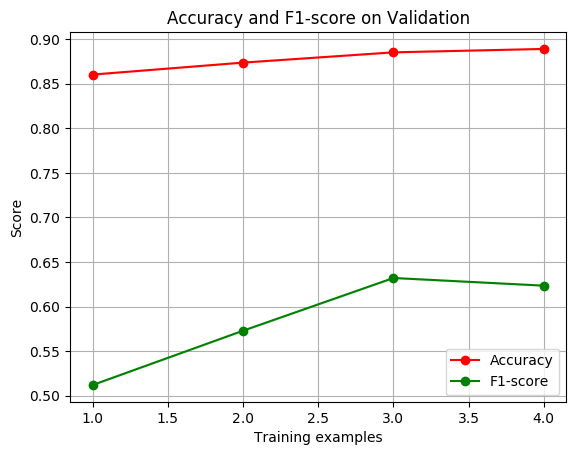 Accuracy and F1-score on Validation
0.90
0.85
0.80
0.75
0.70
0.65
0.60
0.55
0.50
Score
Accuracy
F1-score
1.0 1.5 2.0 2.5 3.0 3.5 4.0
Training examples